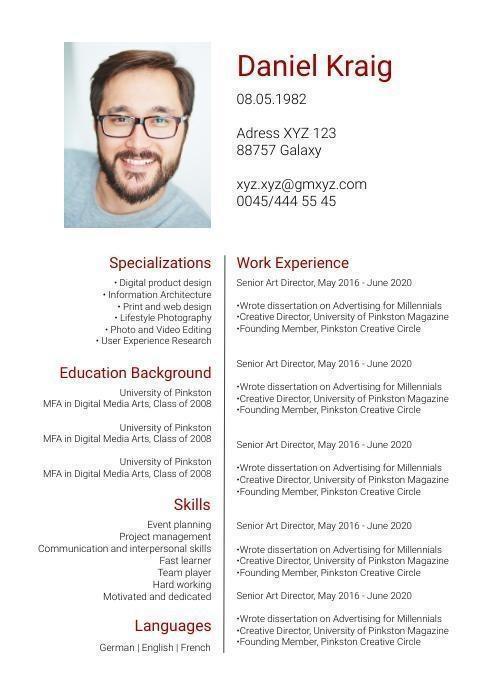 Daniel Kraig
08.05.1982
Adress XYZ 123
88757 Galaxy
xyz.xyz@gmxyz.com
0045/444 55 45
Specializations
• Digital product design
• Information Architecture
• Print and web design
• Lifestyle Photography
• Photo and Video Editing
• User Experience Research
Education Background
University of Pinkston
MFA in Digital Media Arts, Class of 2008
University of Pinkston
MFA in Digital Media Arts, Class of 2008
University of Pinkston
MFA in Digital Media Arts, Class of 2008
Skills
Event planning
Project management
Communication and interpersonal skills
Fast learner
Team player
Hard working
Motivated and dedicated
Languages
German | English | French
Work Experience
Senior Art Director, May 2016 - June 2020
•Wrote dissertation on Advertising for Millennials
•Creative Director, University of Pinkston Magazine
•Founding Member, Pinkston Creative Circle
Senior Art Director, May 2016 - June 2020
•Wrote dissertation on Advertising for Millennials
•Creative Director, University of Pinkston Magazine
•Founding Member, Pinkston Creative Circle
Senior Art Director, May 2016 - June 2020
•Wrote dissertation on Advertising for Millennials
•Creative Director, University of Pinkston Magazine
•Founding Member, Pinkston Creative Circle
Senior Art Director, May 2016 - June 2020
•Wrote dissertation on Advertising for Millennials
•Creative Director, University of Pinkston Magazine
•Founding Member, Pinkston Creative Circle
Senior Art Director, May 2016 - June 2020
•Wrote dissertation on Advertising for Millennials
•Creative Director, University of Pinkston Magazine
•Founding Member, Pinkston Creative Circle